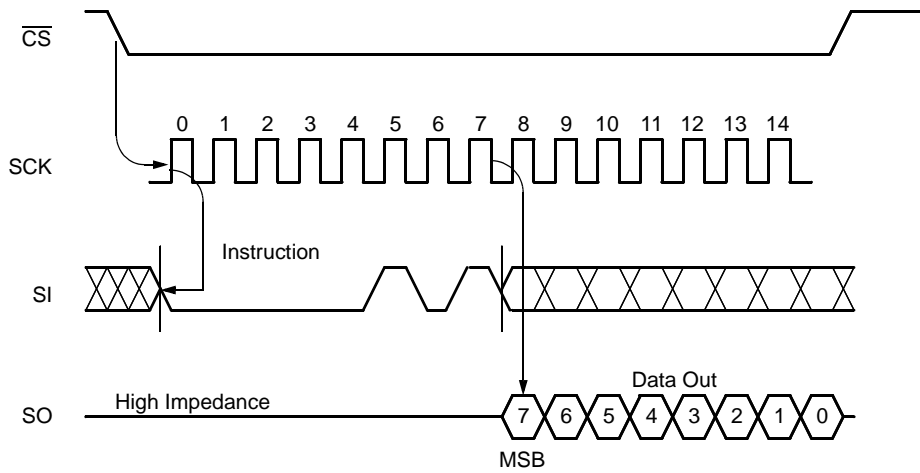 CS
0 1 2 3 4 5 6 7 8 9 10 11 12 13 14
SCK
Instruction
SI
Data Out
High Impedance
SO
7 6 5 4 3 2 1 0
MSB